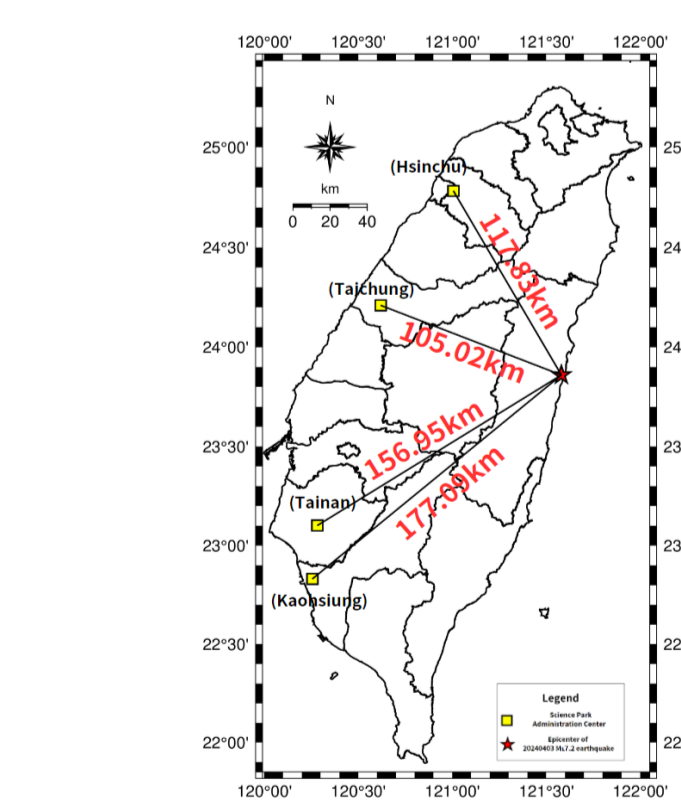 120°00' 120°30' 121°00' 121°30' 122°00'
N
25°00' 25
(Hsinchu)
km
0 20 40
24°30' 24
117.83km
(Taichung)
105.02km
24°00' 24
156.95km
23°30' 23
177.09km
(Tainan)
23°00' 23
(Kaohsiung)
22°30' 22
Legend
Science Park
Administration Center
Epicenter of
20240403 ML7.2 earthquake
22°00' 22
120°00' 120°30' 121°00' 121°30' 122°00'